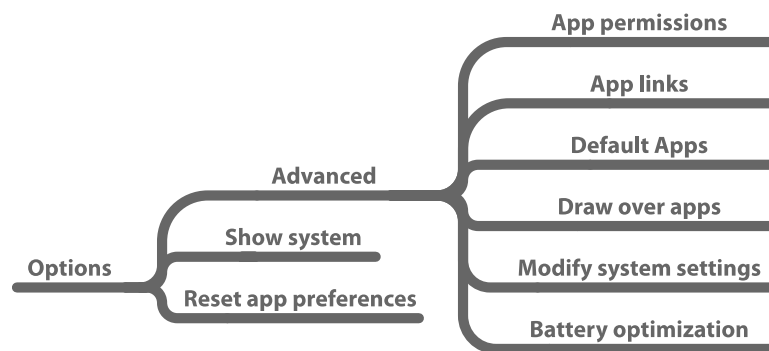 Options
Advanced
App permissions
App links
Default Apps
Draw over apps
Modify system settings
Battery optimization
Show system
Reset app preferences